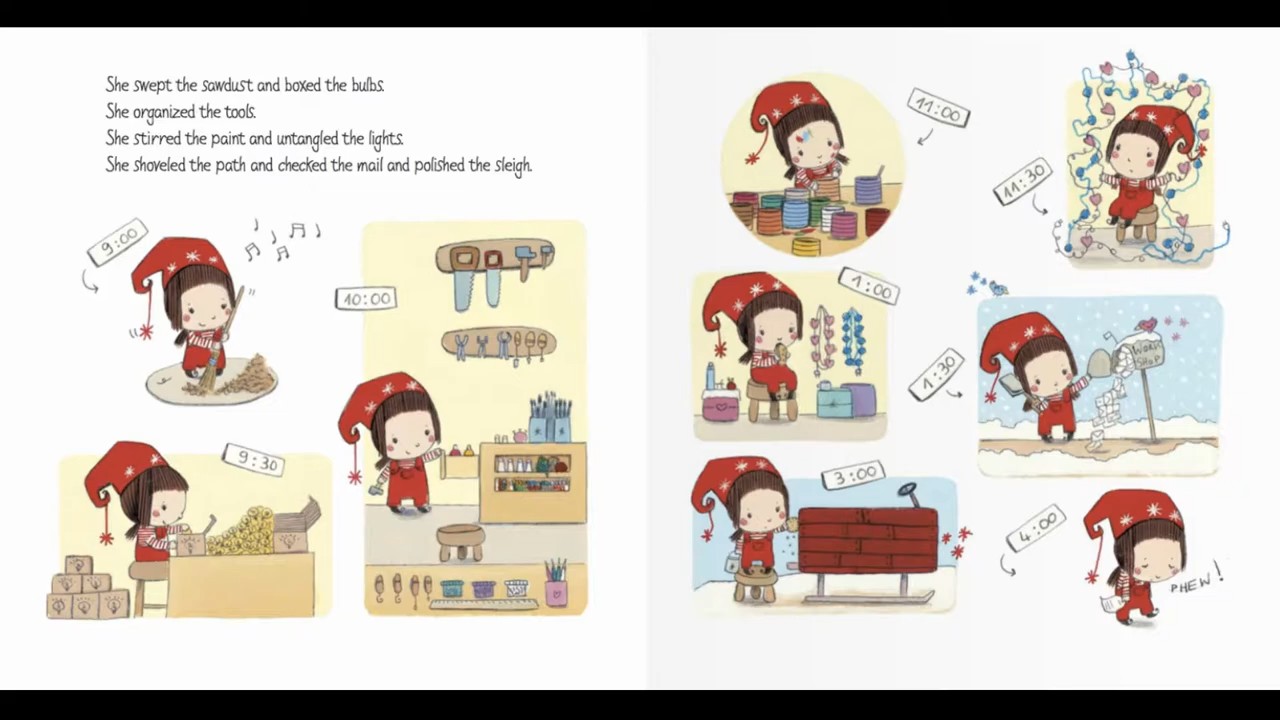 She swept the sawdust and boxed the bulbs.
She organized the tools.
She stirred the paint and untangled the lights.
She shoveled the path and checked the mail and polished the sleigh.
9:00
10:00
9:30
11:00
11:30
1:00
1:30
WORK
SHOP
3:00
4:00
PHEW!